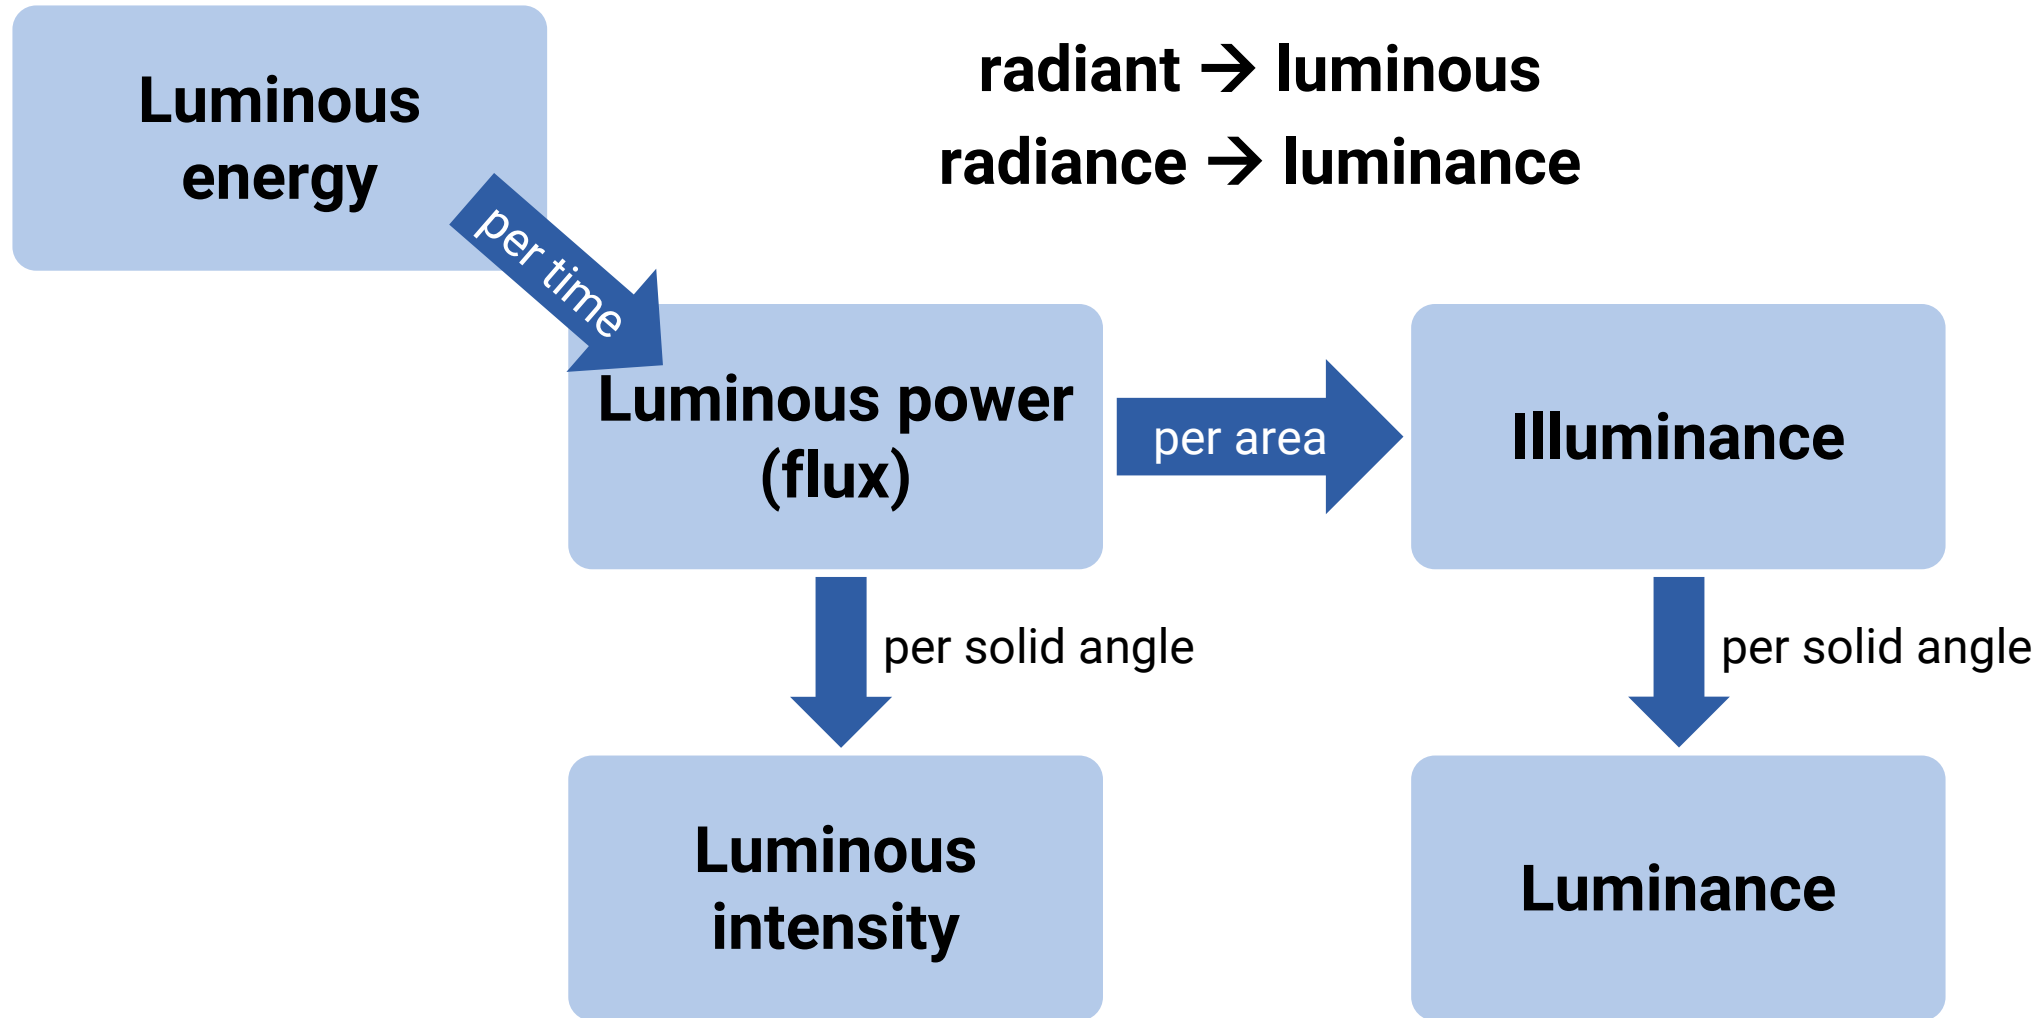 Luminous
energy
radiant → luminous
radiance → luminance
per time
Luminous power
(flux)
per area
Illuminance
per solid angle
per solid angle
Luminous
intensity
Luminance